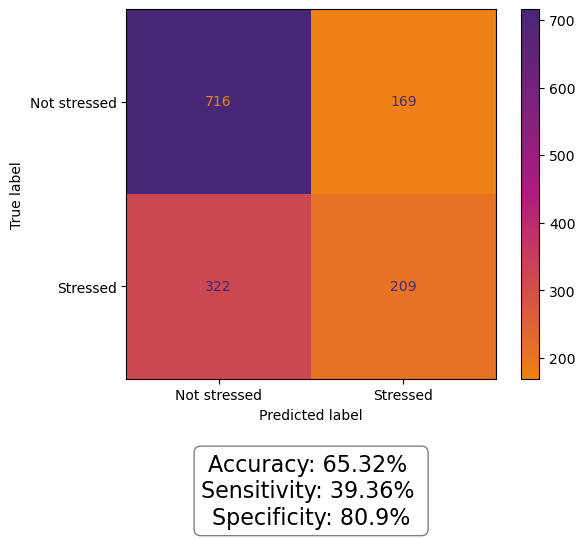 700
Not stressed
716
169
600
True label
500
400
Stressed
322
209
300
200
Not stressed
Stressed
Predicted label
Accuracy: 65.32%
Sensitivity: 39.36%
Specificity: 80.9%